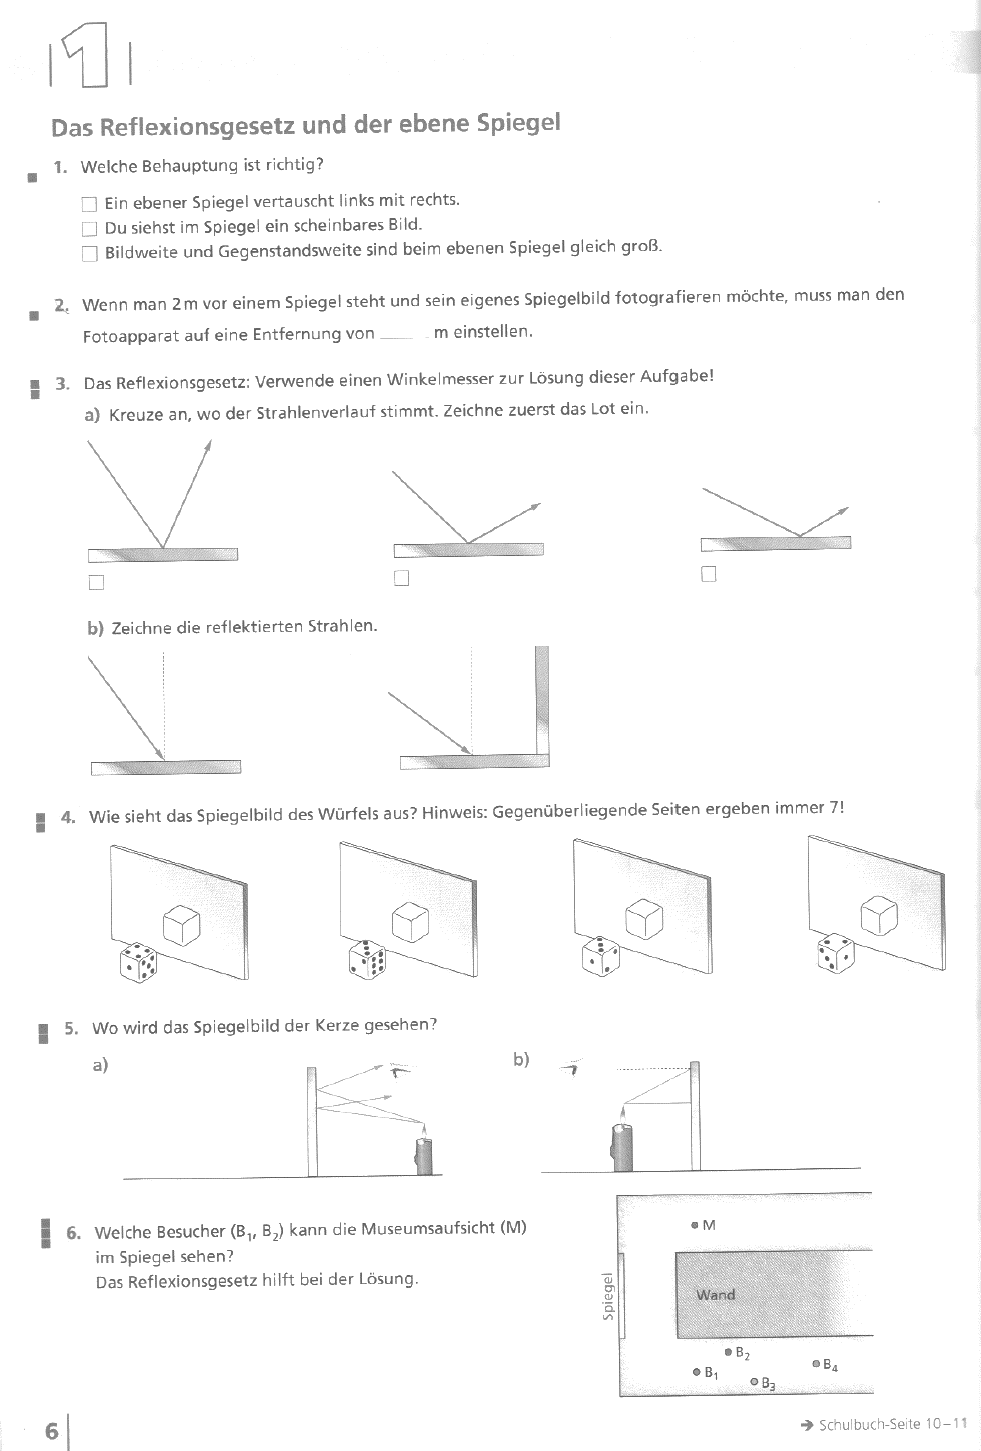 1
Das Reflexionsgesetz und der ebene Spiegel
1. Welche Behauptung ist richtig?
Ein ebener Spiegel vertauscht links mit rechts.
Du siehst im Spiegel ein scheinbares Bild.
Bildweite und Gegenstandsweite sind beim ebenen Spiegel gleich groß.
2. Wenn man 2 m vor einem Spiegel steht und sein eigenes Spiegelbild fotografieren möchte, muss man den
Fotoapparat auf eine Entfernung von ____ m einstellen.
3. Das Reflexionsgesetz: Verwende einen Winkelmesser zur Lösung dieser Aufgabe!
a) Kreuze an, wo der Strahlenverlauf stimmt. Zeichne zuerst das Lot ein.
b) Zeichne die reflektierten Strahlen.
4. Wie sieht das Spiegelbild des Würfels aus? Hinweis: Gegenüberliegende Seiten ergeben immer 7!
5. Wo wird das Spiegelbild der Kerze gesehen?
a)
b)
6. Welche Besucher (B1, B2) kann die Museumsaufsicht (M)
im Spiegel sehen?
Das Reflexionsgesetz hilft bei der Lösung.
M
Spiegel
Wand
B2
B1
B4
B3
6
→ Schulbuch-Seite 10–11